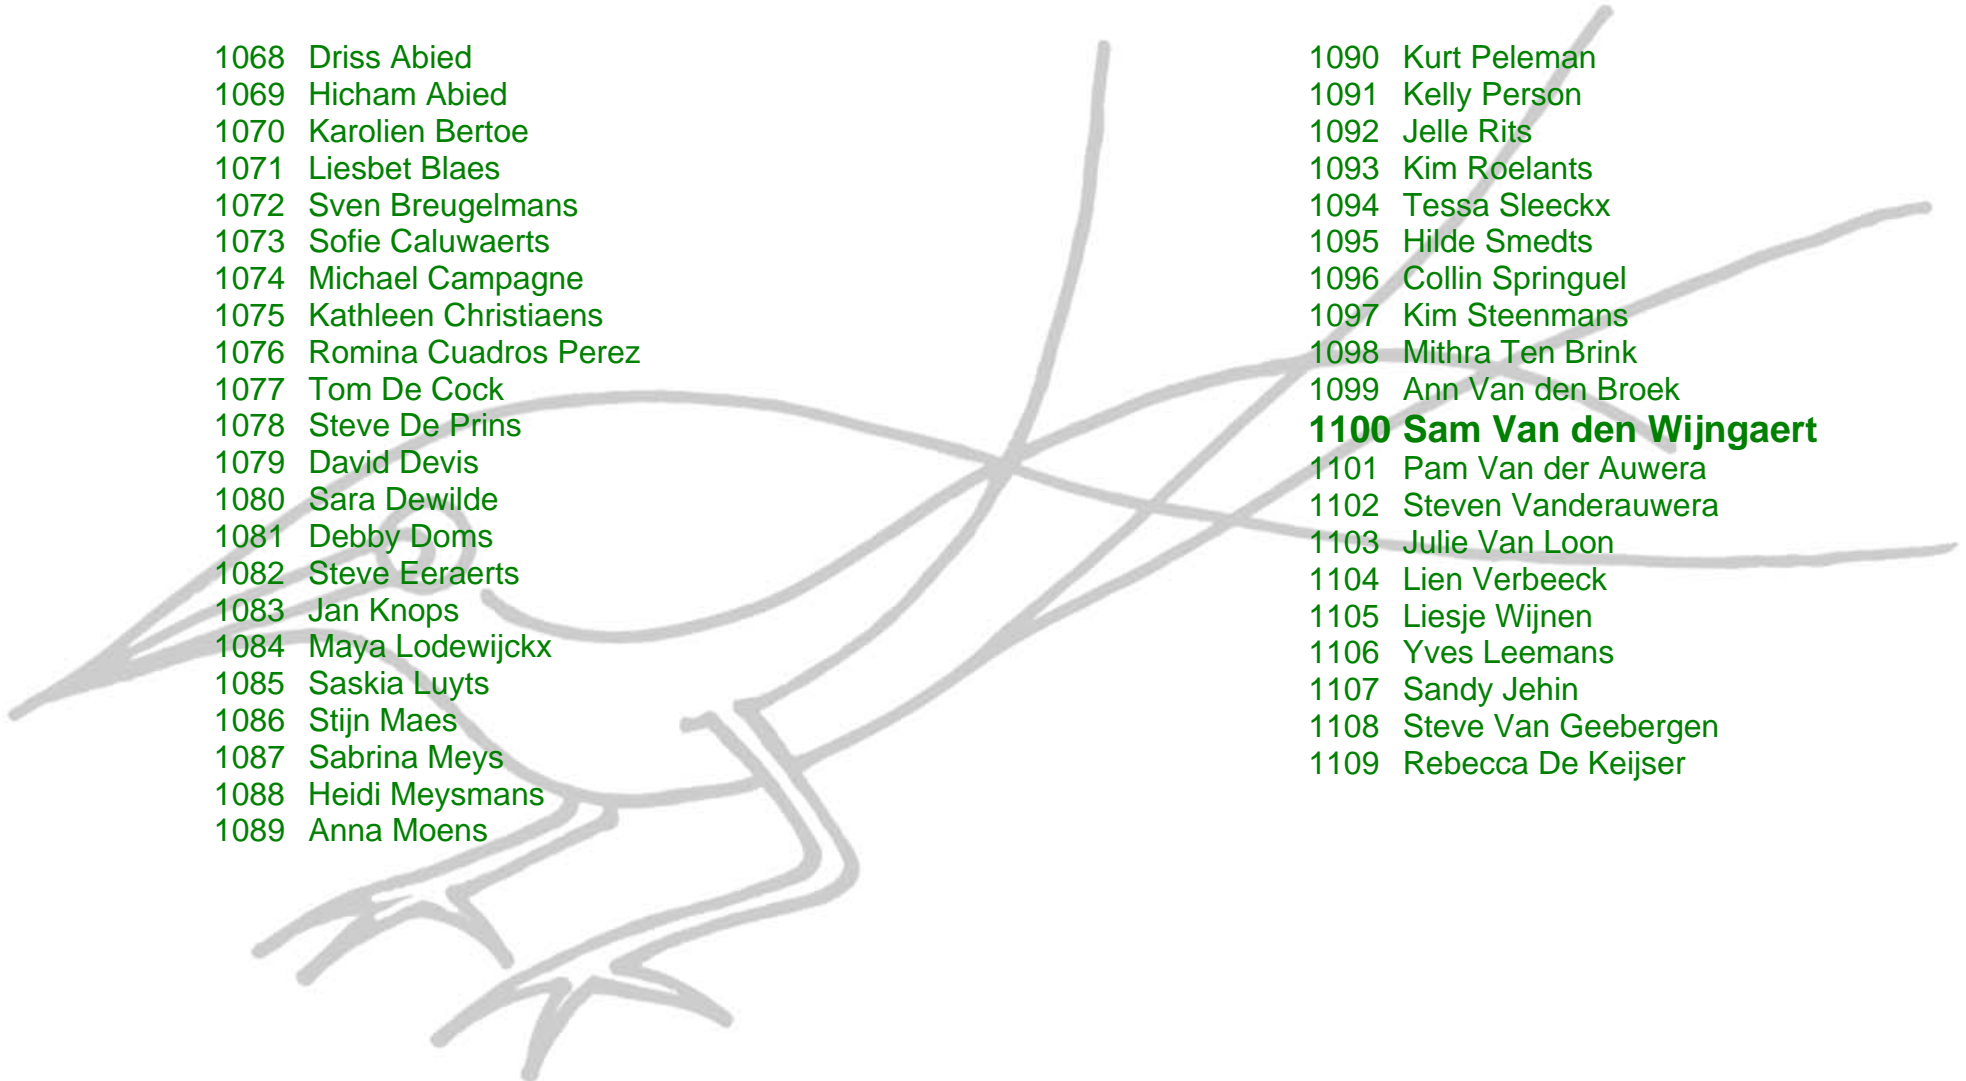 1068 Driss Abied
1069 Hicham Abied
1070 Karolien Bertoe
1071 Liesbet Blaes
1072 Sven Breugelmans
1073 Sofie Caluwaerts
1074 Michael Campagne
1075 Kathleen Christiaens
1076 Romina Cuadros Perez
1077 Tom De Cock
1078 Steve De Prins
1079 David Devis
1080 Sara Dewilde
1081 Debby Doms
1082 Steve Eeraerts
1083 Jan Knops
1084 Maya Lodewijckx
1085 Saskia Luyts
1086 Stijn Maes
1087 Sabrina Meys
1088 Heidi Meysmans
1089 Anna Moens
1090 Kurt Peleman
1091 Kelly Person
1092 Jelle Rits
1093 Kim Roelants
1094 Tessa Sleeckx
1095 Hilde Smedts
1096 Collin Springuel
1097 Kim Steenmans
1098 Mithra Ten Brink
1099 Ann Van den Broek
1100 Sam Van den Wijngaert
1101 Pam Van der Auwera
1102 Steven Vanderauwera
1103 Julie Van Loon
1104 Lien Verbeeck
1105 Liesje Wijnen
1106 Yves Leemans
1107 Sandy Jehin
1108 Steve Van Geebergen
1109 Rebecca De Keijser